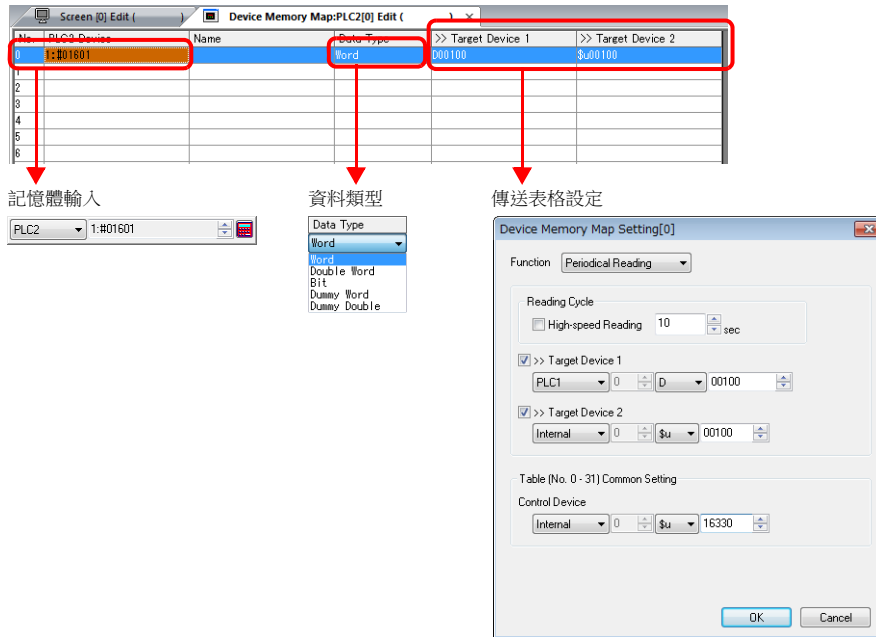 Screen [0] Edit ( ) Device Memory Map:PLC2[0] Edit ( ) ×
No. PLC2 Device Name Data Type >> Target Device 1 >> Target Device 2
0 1:#01601 Word D00100 $u00100
1
2
3
4
5
6
記憶體輸入 資料類型 傳送表格設定
PLC2 1:#01601
Data Type
Word
Word
Double Word
Bit
Dummy Word
Dummy Double
Device Memory Map Setting[0]
Function Periodical Reading
Reading Cycle
High-speed Reading 10 sec
>> Target Device 1
PLC1 0 D 00100
>> Target Device 2
Internal 0 $u 00100
Table (No. 0 - 31) Common Setting
Control Device
Internal 0 $u 16330
OK Cancel